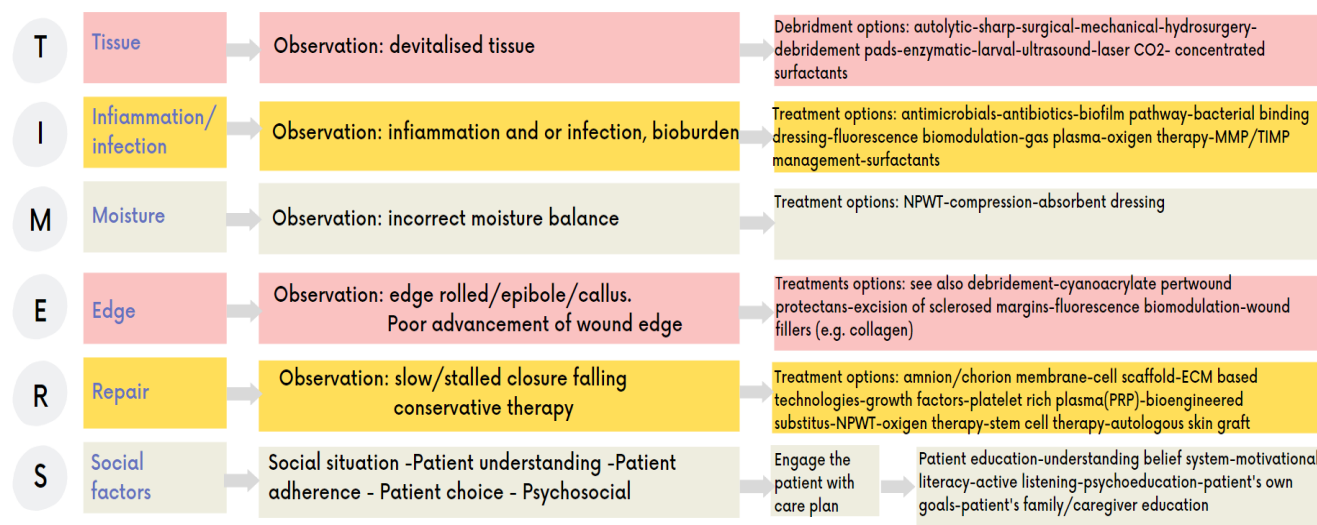 T
Tissue
Observation: devitalised tissue
Debridment options: autolytic-sharp-surgical-mechanical-hydrosurgery-
debridement pads-enzymatic-larval-ultrasound-laser CO2- concentrated
surfactants
I
Infiammation/
infection
Observation: infiammation and or infection, bioburden
Treatment options: antimicrobials-antibiotics-biofilm pathway-bacterial binding
dressing-fluorescence biomodulation-gas plasma-oxigen therapy-MMP/TIMP
management-surfactants
M
Moisture
Observation: incorrect moisture balance
Treatment options: NPWT-compression-absorbent dressing
E
Edge
Observation: edge rolled/epibole/callus.
Poor advancement of wound edge
Treatments options: see also debridement-cyanoacrylate pertwound
protectans-excision of sclerosed margins-fluorescence biomodulation-wound
fillers (e.g. collagen)
R
Repair
Observation: slow/stalled closure falling
conservative therapy
Treatment options: amnion/chorion membrane-cell scaffold-ECM based
technologies-growth factors-platelet rich plasma(PRP)-bioengineered
substitus-NPWT-oxigen therapy-stem cell therapy-autologous skin graft
S
Social
factors
Social situation -Patient understanding -Patient
adherence - Patient choice - Psychosocial
Engage the
patient with
care plan
Patient education-understanding belief system-motivational
literacy-active listening-psychoeducation-patient's own
goals-patient's family/caregiver education